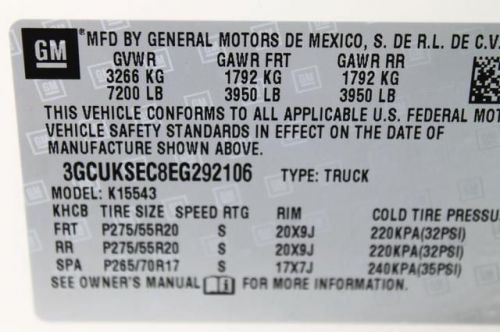 GM MFD BY GENERAL MOTORS DE MEXICO, S. DE R.L. DE C.V.
GVWR GAWR FRT GAWR RR
3266 KG 1792 KG 1792 KG
7200 LB 3950 LB 3950 LB
THIS VEHICLE CONFORMS TO ALL APPLICABLE U.S. FEDERAL MOT
VEHICLE SAFETY STANDARDS IN EFFECT ON THE DATE OF
MANUFACTURE SHOWN ABOVE.
3GCUKSEC8EG292106 TYPE: TRUCK
MODEL: K15543
KHCB TIRE SIZE SPEED RTG RIM COLD TIRE PRESSU
FRT P275/55R20 S 20X9J 220KPA(32PSI)
RR P275/55R20 S 20X9J 220KPA(32PSI)
SPA P265/70R17 S 17X7J 240KPA(35PSI)
SEE OWNER'S MANUAL FOR MORE INFORMATION.